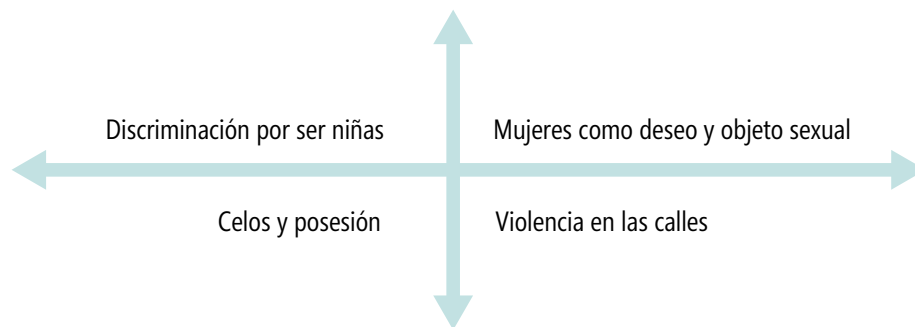 Discriminación por ser niñas
Mujeres como deseo y objeto sexual
Celos y posesión
Violencia en las calles